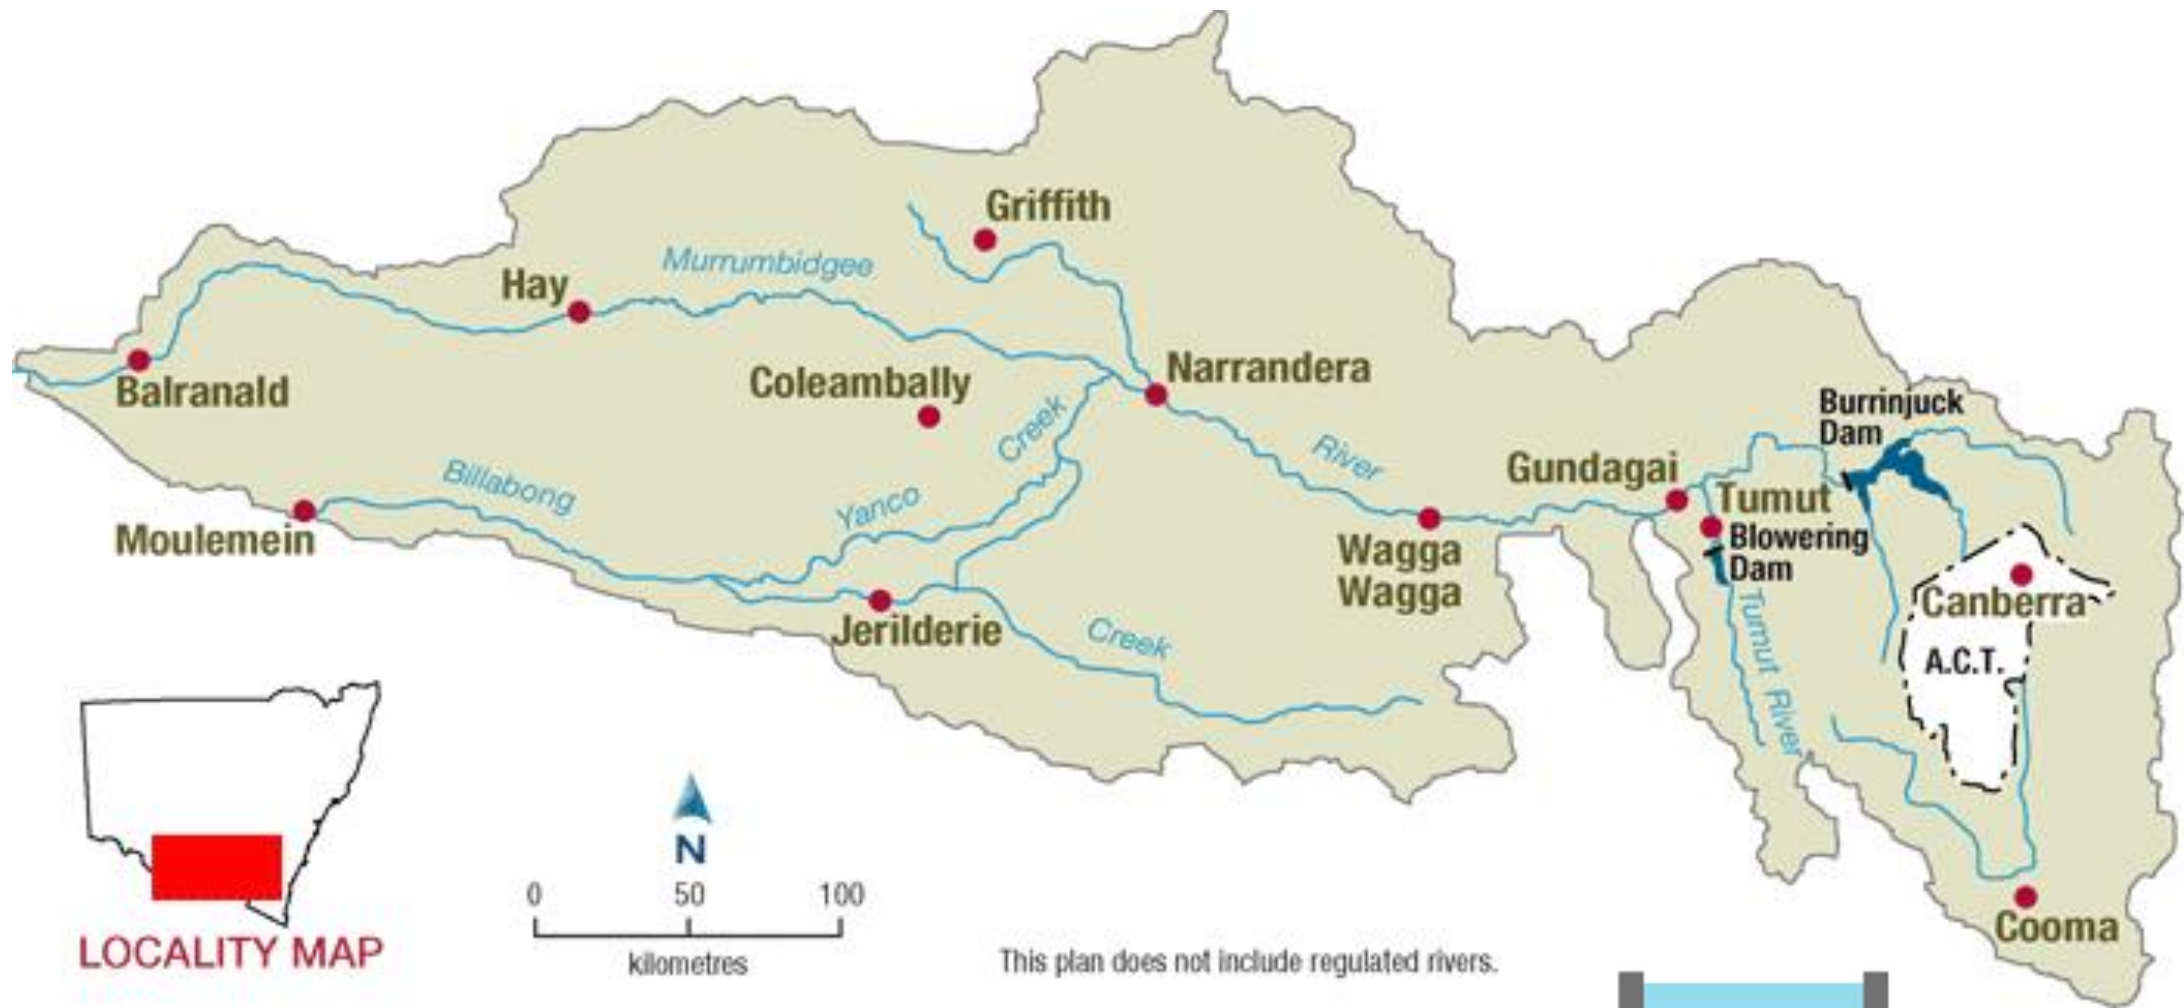 Griffith
Murrumbidgee
Hay
Narrandera
Balranald
Coleambally
Creek
Burrinjuck
Dam
River
Gundagai
Billabong
Yanco
Tumut
Moulemein
Blowering
Dam
Wagga
Wagga
Canberra
Jerilderie
Creek
Tumut River
A.C.T.
N
0 50 100
kilometres
Cooma
LOCALITY MAP
This plan does not include regulated rivers.